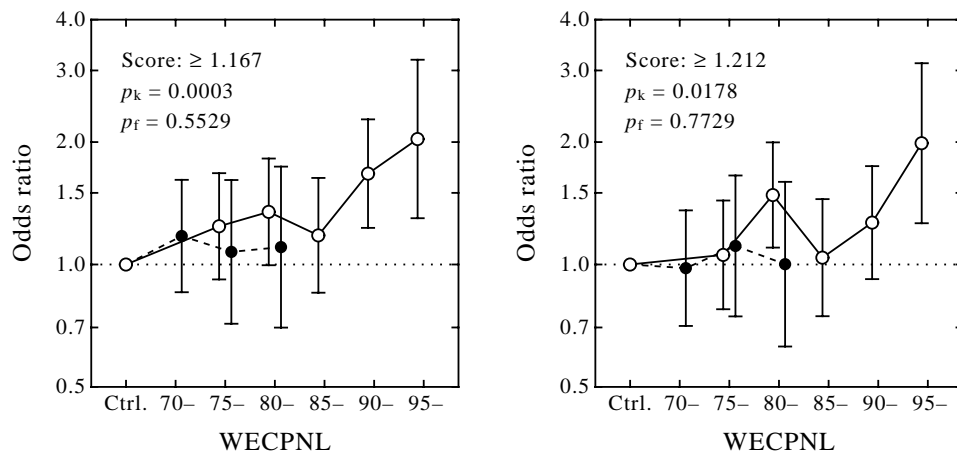 4.0
3.0
2.0
1.5
1.0
0.7
0.5
Odds ratio
Score: ≥ 1.167
pk = 0.0003
pf = 0.5529
Ctrl. 70– 75– 80– 85– 90– 95–
WECPNL
4.0
3.0
2.0
1.5
1.0
0.7
0.5
Odds ratio
Score: ≥ 1.212
pk = 0.0178
pf = 0.7729
Ctrl. 70– 75– 80– 85– 90– 95–
WECPNL